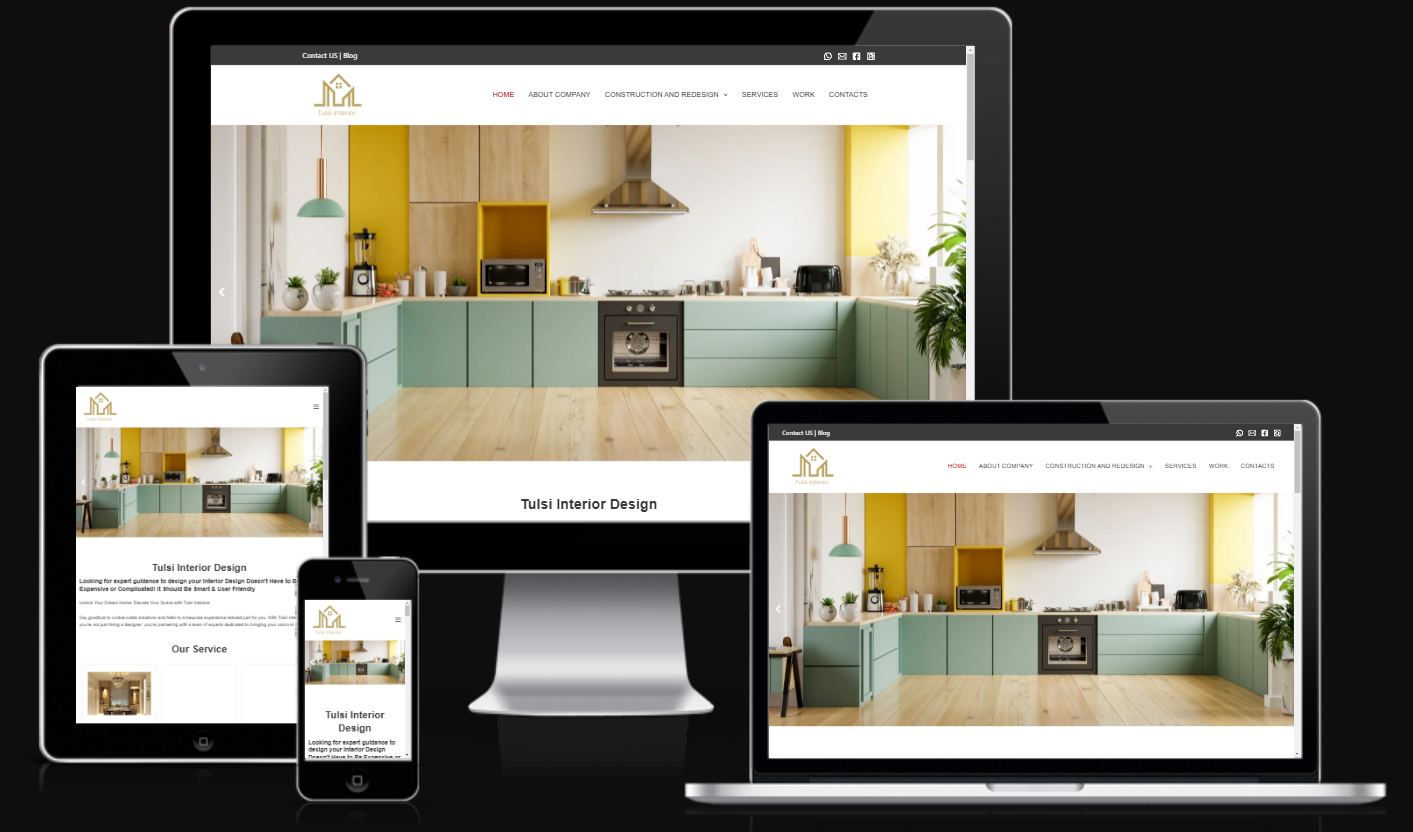 Contact US | Blog
Tulsi Interior
HOME ABOUT COMPANY CONSTRUCTION AND REDESIGN SERVICES WORK CONTACTS
Tulsi Interior Design
Tulsi Interior
Tulsi Interior Design
Looking for expert guidance to design your Interior Design Doesn't Have to B
Expensive or Complicated! It Should Be Smart & User Friendly
Unlock Your Dream Home: Elevate Your Space with Tulsi Interiors
Say goodbye to cookie-cutter solutions and hello to a bespoke experience tailored just for you. With Tulsi Inte
you're not just hiring a designer; you're partnering with a team of experts dedicated to bringing your vision to
Our Service
Tulsi Interior
Tulsi Interior
Design
Looking for expert guidance to
design your Interior Design
Doesn't Have to Be Expensive or
Contact US | Blog
Tulsi Interior
HOME ABOUT COMPANY CONSTRUCTION AND REDESIGN SERVICES WORK CONTACTS